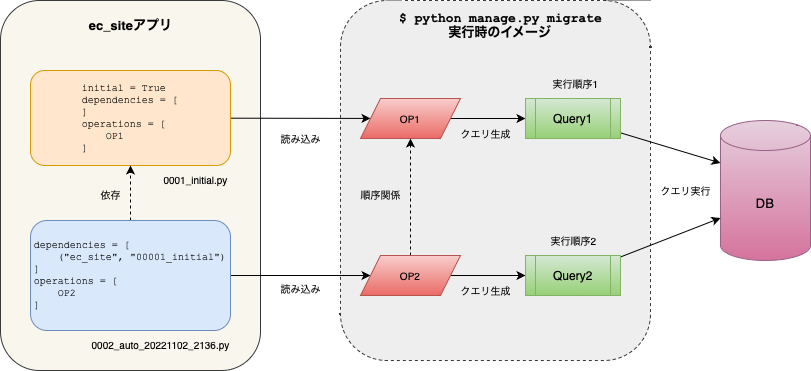 ec_siteアプリ
initial = True
dependencies = [
]
operations = [
OP1
]
0001_initial.py
依存
dependencies = [
("ec_site", "00001_initial")
]
operations = [
OP2
]
0002_auto_20221102_2136.py
読み込み
読み込み
$ python manage.py migrate
実行時のイメージ
OP1
クエリ生成
実行順序1
Query1
順序関係
OP2
クエリ生成
実行順序2
Query2
クエリ実行
DB